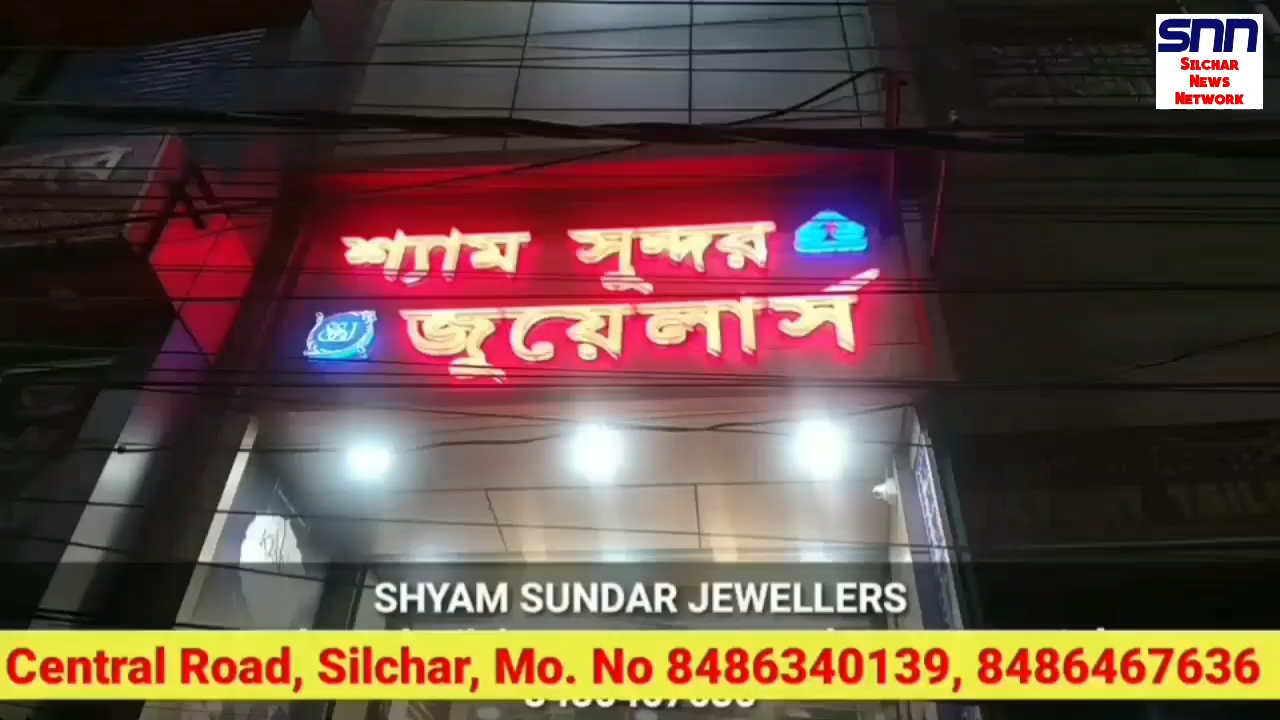 SNN
SILCHAR
NEWS
NETWORK
শ্যাম সুন্দর
জুয়েলার্স
SHYAM SUNDAR JEWELLERS
Central Road, Silchar, Mo. No 8486340139, 8486467636